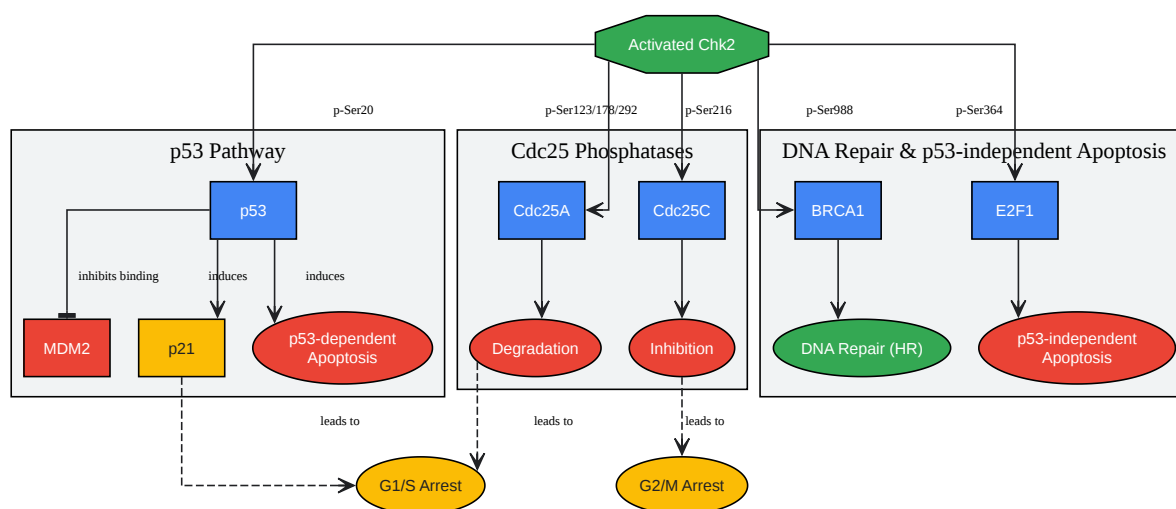 Activated Chk2
p-Ser20
p-Ser123/178/292
p-Ser216
p-Ser988
p-Ser364
p53 Pathway
Cdc25 Phosphatases
DNA Repair & p53-independent Apoptosis
p53
Cdc25A
Cdc25C
BRCA1
E2F1
inhibits binding
induces
induces
MDM2
p21
p53-dependent
Apoptosis
Degradation
Inhibition
DNA Repair (HR)
p53-independent
Apoptosis
leads to
leads to
leads to
G1/S Arrest
G2/M Arrest